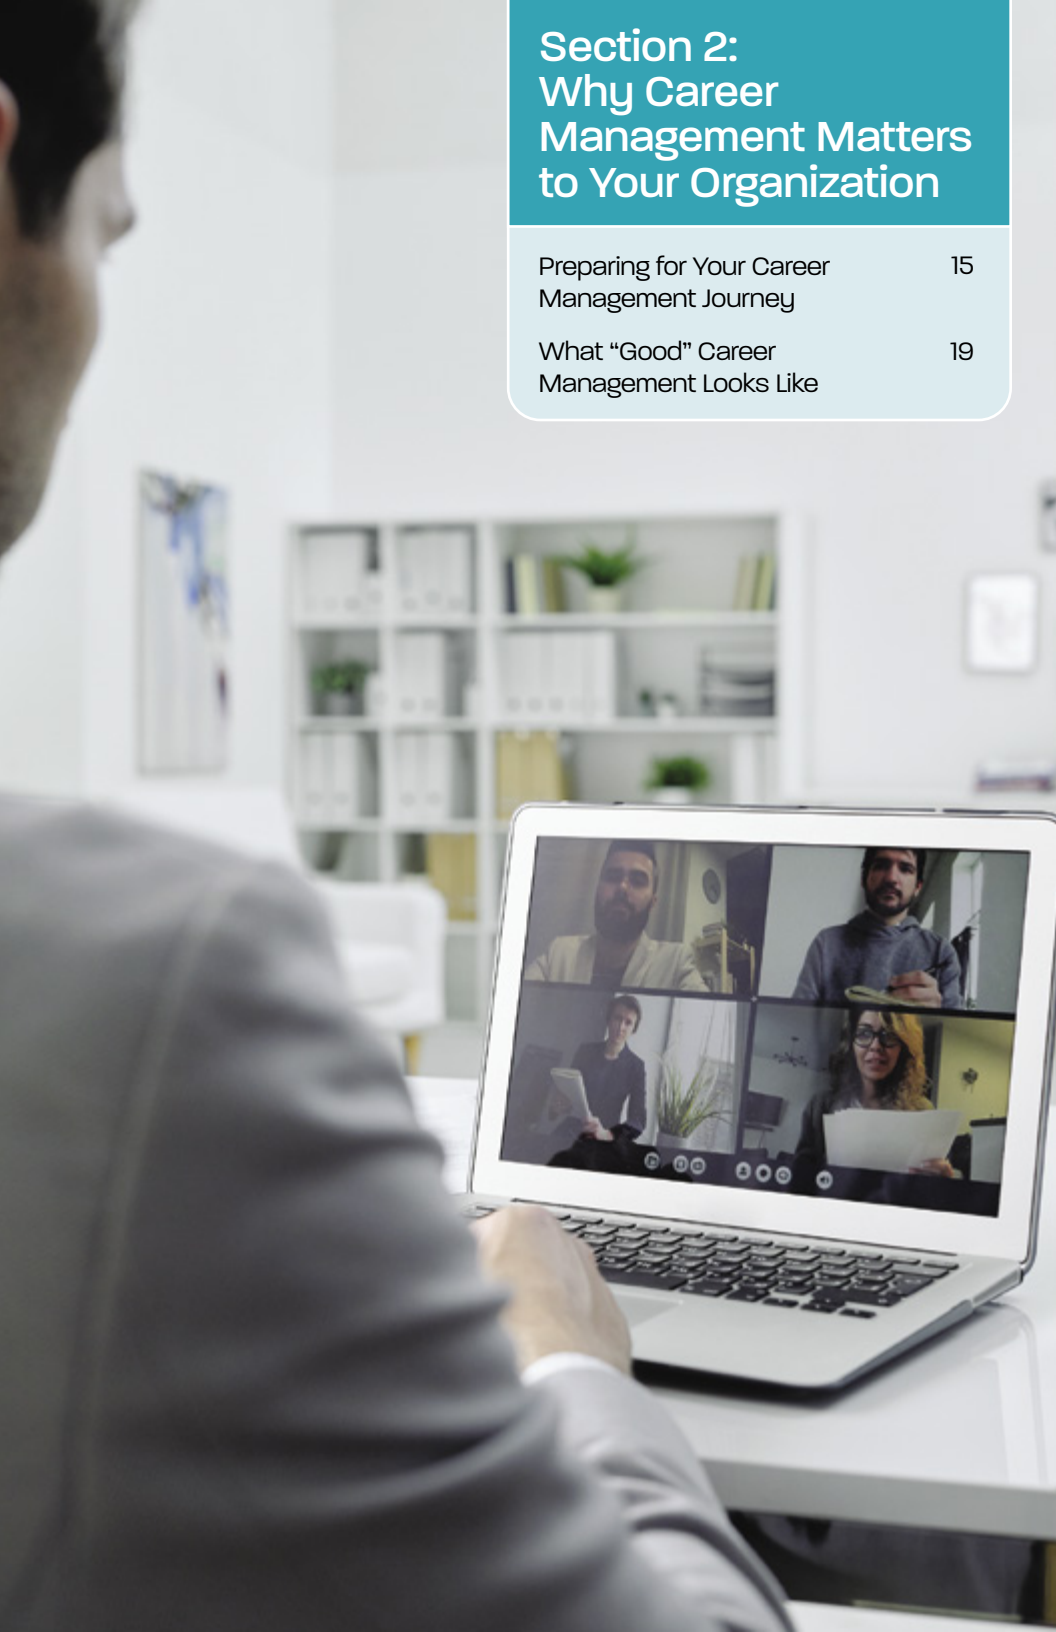 Section 2:
Why Career
Management Matters
to Your Organization
Preparing for Your Career 15
Management Journey
What “Good” Career 19
Management Looks Like